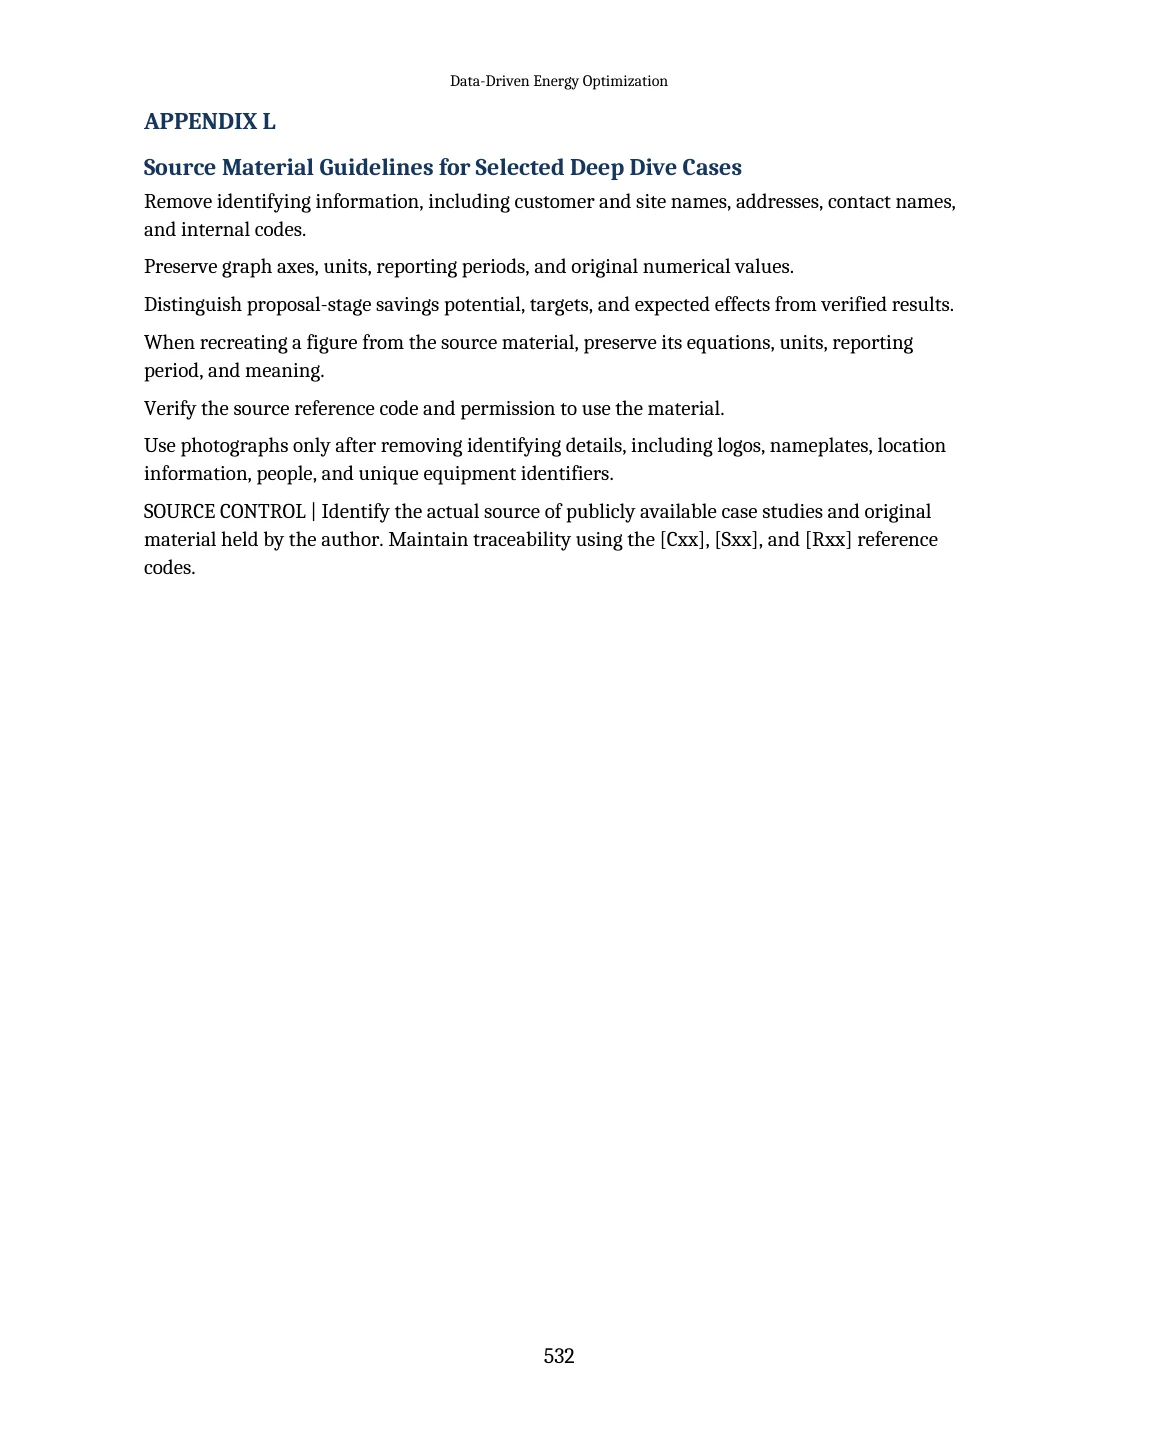 Data-Driven Energy Optimization
APPENDIX L
Source Material Guidelines for Selected Deep Dive Cases
Remove identifying information, including customer and site names, addresses, contact names,
and internal codes.
Preserve graph axes, units, reporting periods, and original numerical values.
Distinguish proposal-stage savings potential, targets, and expected effects from verified results.
When recreating a figure from the source material, preserve its equations, units, reporting
period, and meaning.
Verify the source reference code and permission to use the material.
Use photographs only after removing identifying details, including logos, nameplates, location
information, people, and unique equipment identifiers.
SOURCE CONTROL | Identify the actual source of publicly available case studies and original
material held by the author. Maintain traceability using the [Cxx], [Sxx], and [Rxx] reference
codes.
532